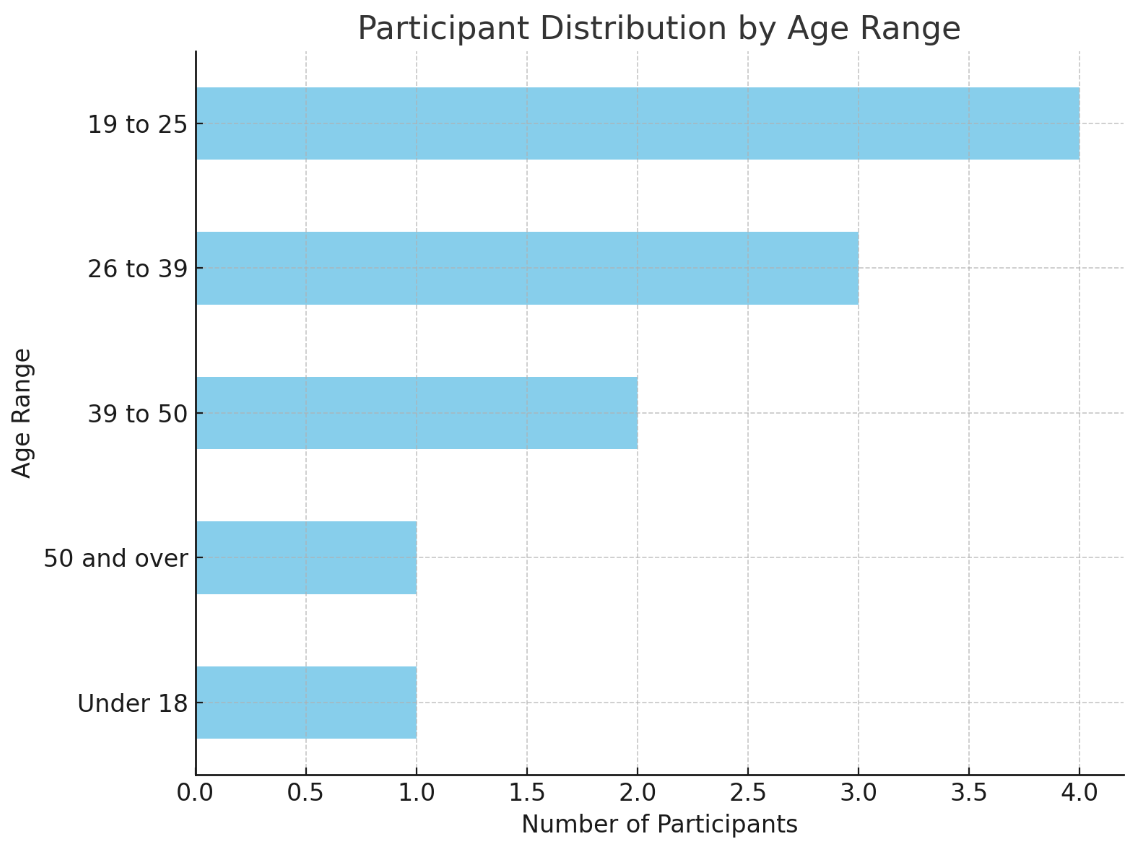 Participant Distribution by Age Range
19 to 25
26 to 39
39 to 50
50 and over
Under 18
Age Range
0.0 0.5 1.0 1.5 2.0 2.5 3.0 3.5 4.0
Number of Participants